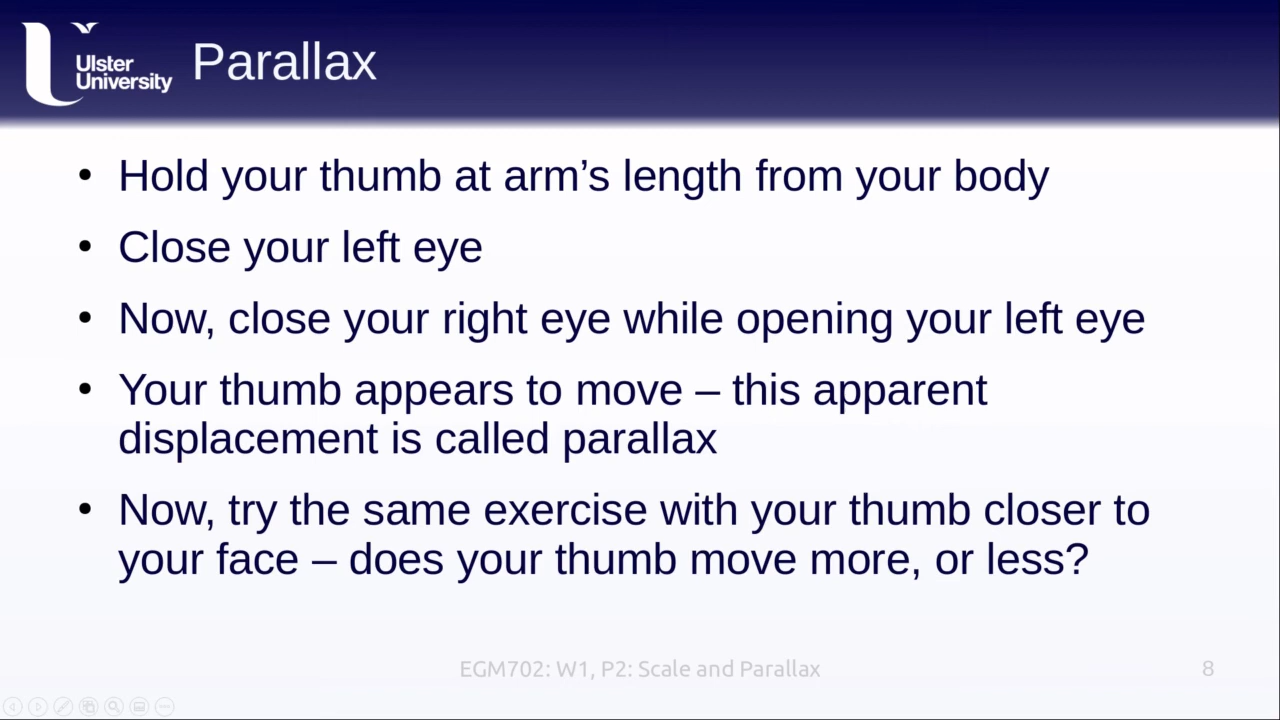 Ulster
University
Parallax
• Hold your thumb at arm’s length from your body
• Close your left eye
• Now, close your right eye while opening your left eye
• Your thumb appears to move – this apparent
displacement is called parallax
• Now, try the same exercise with your thumb closer to
your face – does your thumb move more, or less?
EGM702: W1, P2: Scale and Parallax
8